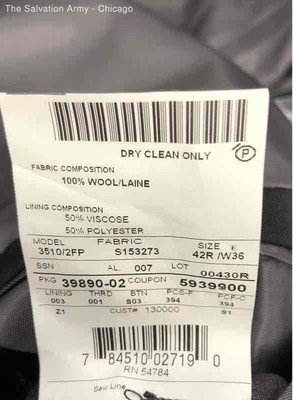 The Salvation Army - Chicago
DRY CLEAN ONLY
P
FABRIC COMPOSITION
100% WOOL/LAINE
LINING COMPOSITION
50% VISCOSE
50% POLYESTER
MODEL FABRIC SIZE
3510/2FP S153273 42R /W36
SSN AL. 007 LOT 00430R
PKG 39890-02 COUPON 5939900
LINING THRD BTN PCS-F PCF-C
003 001 S03 394 394
Z1 CUST# 130000 S1
7 84510 02719 0
RN 54784
Sew Line